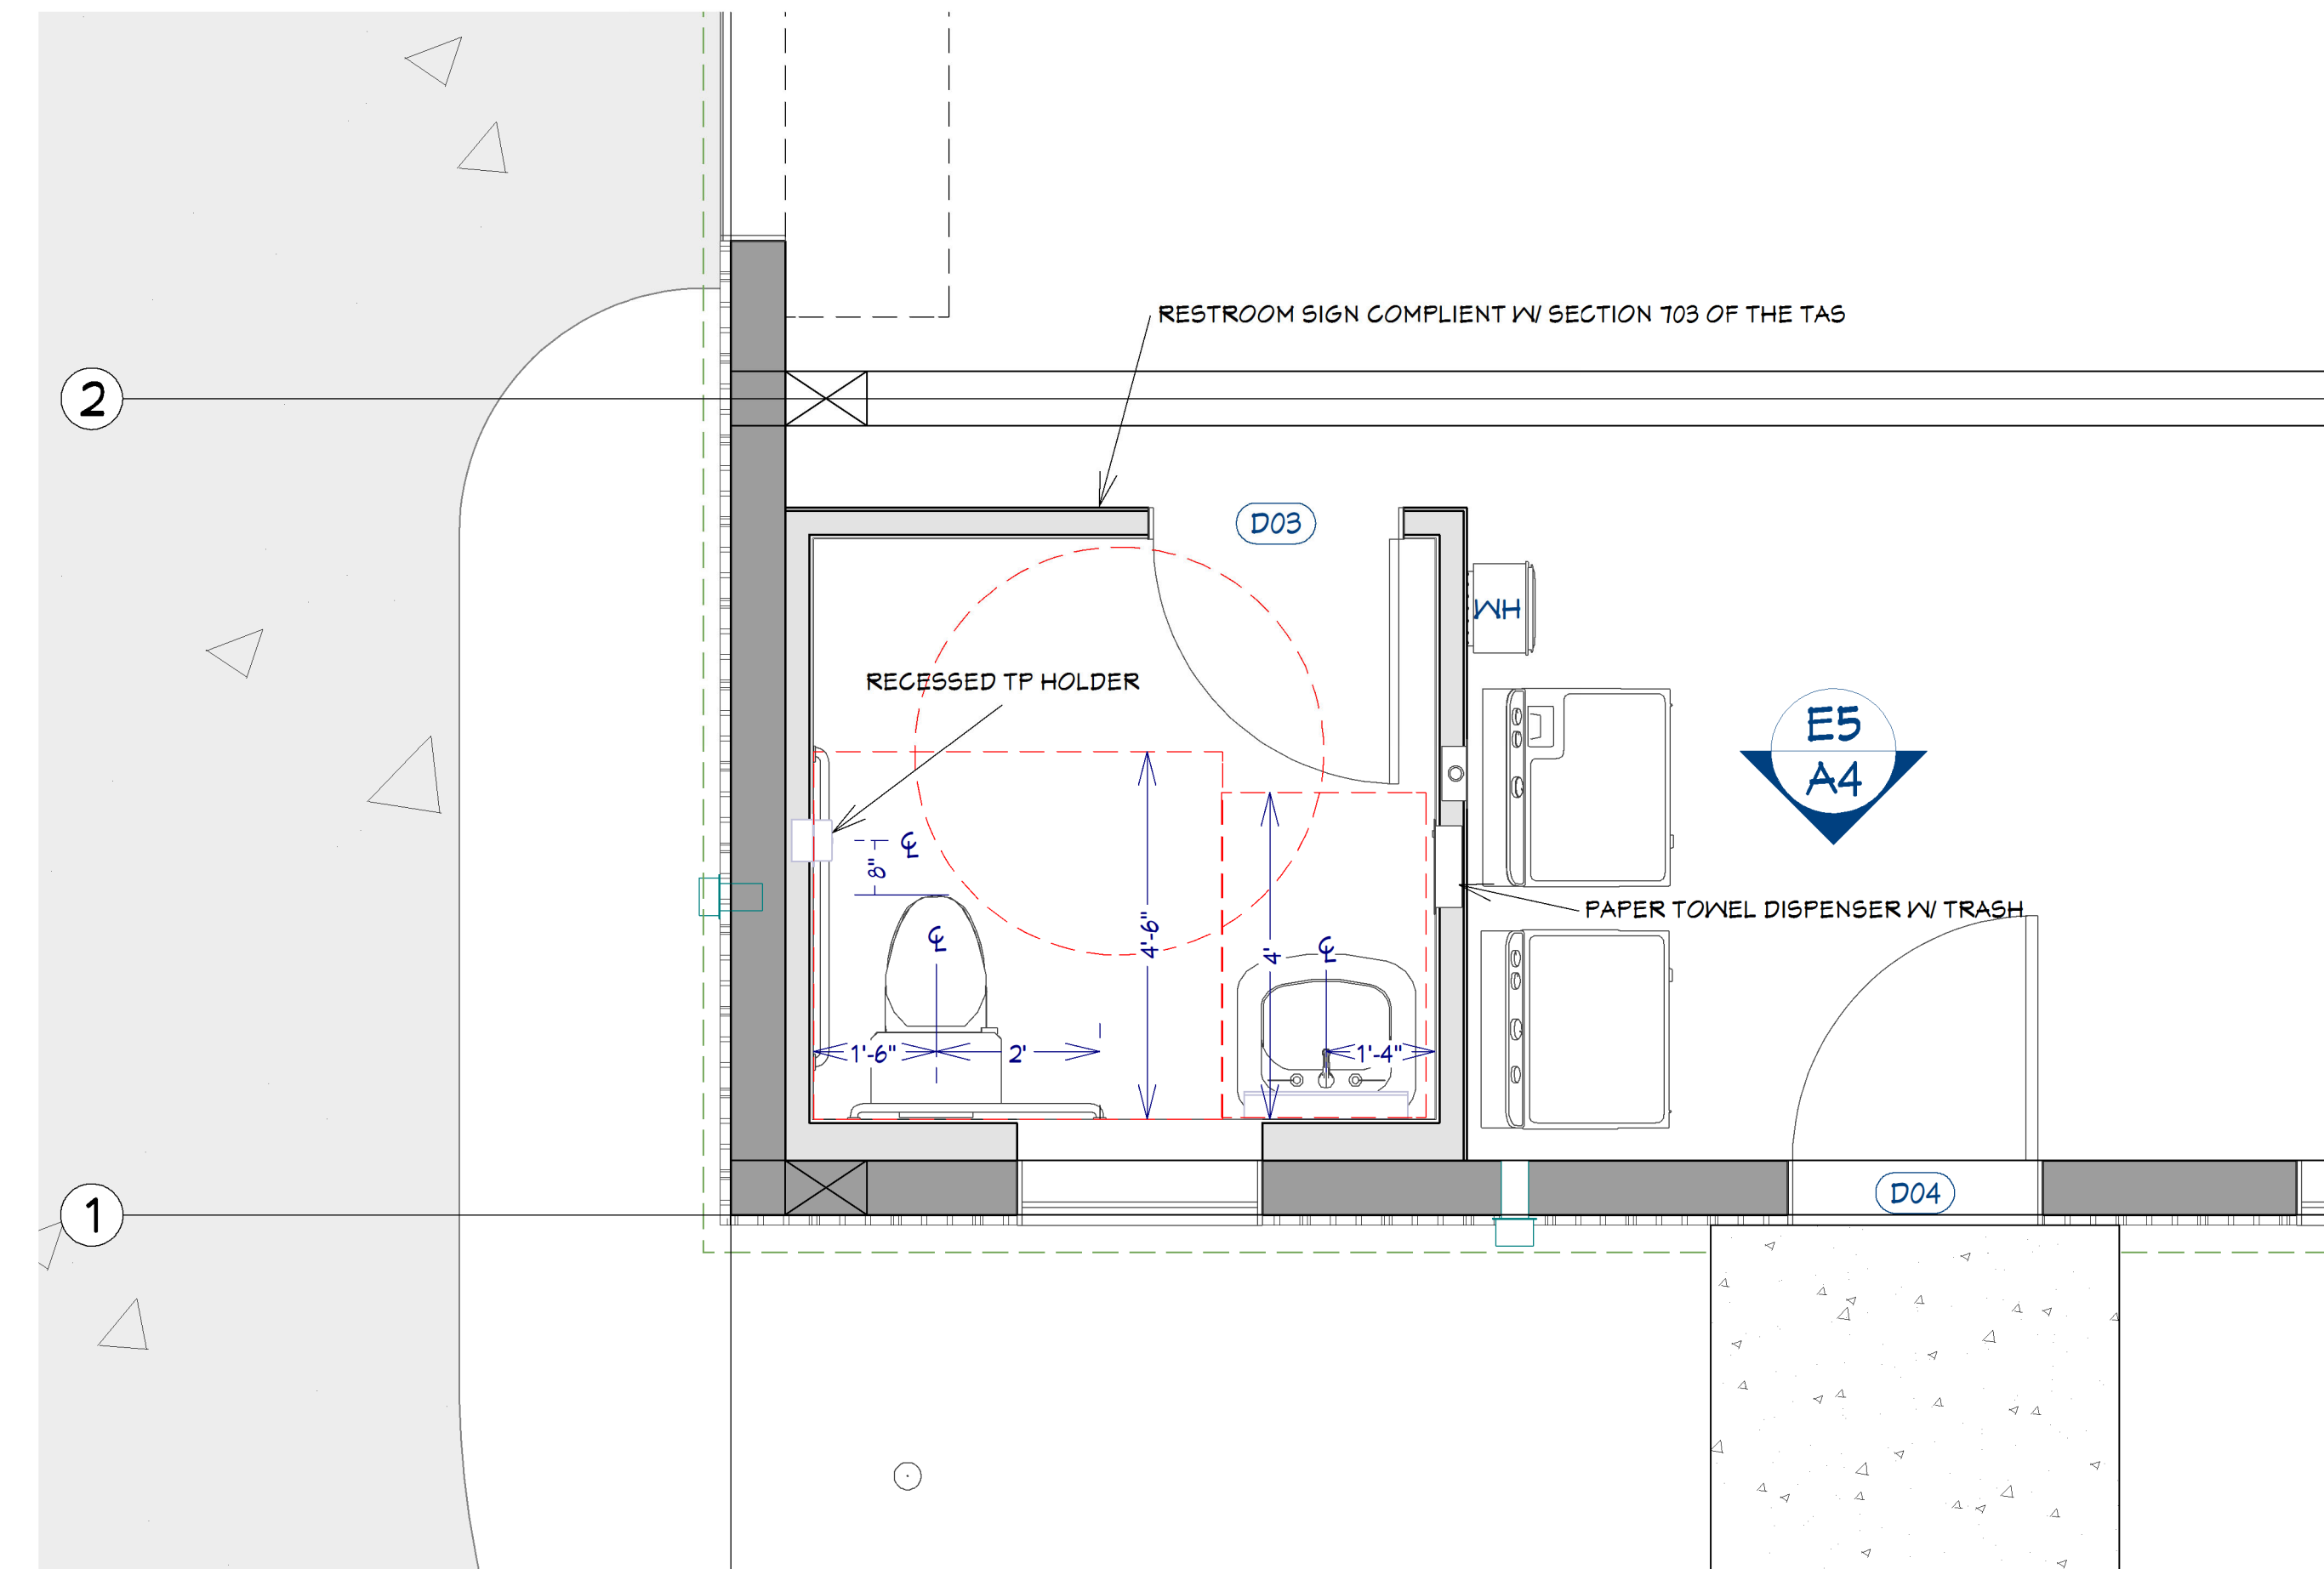 RESTROOM SIGN COMPLIENT W/ SECTION 703 OF THE TAS
2
D03
WH
RECESSED TP HOLDER
E5
A4
8"
℄
PAPER TOWEL DISPENSER W/ TRASH
℄
4'-6"
4'
℄
1'-6"
2'
1'-4"
D04
1